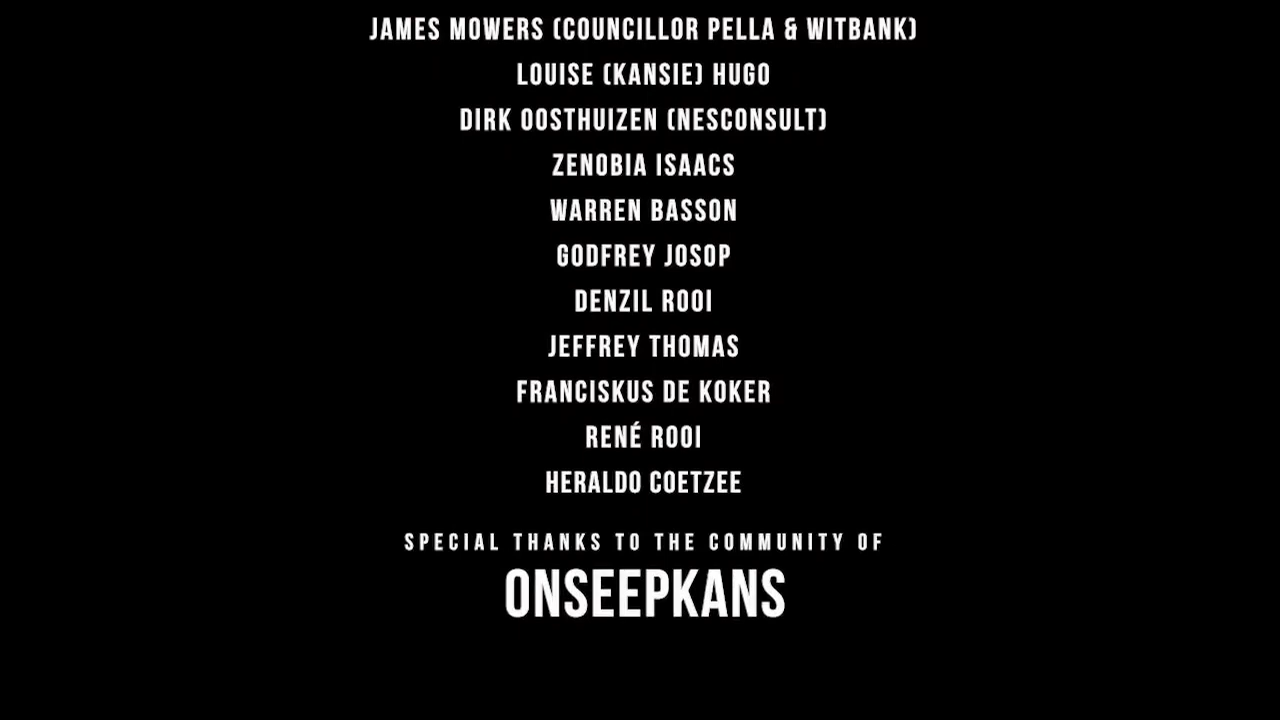 JAMES MOWERS (COUNCILLOR PELLA & WITBANK)
LOUISE (KANSIE) HUGO
DIRK OOSTHUIZEN (NESCONSULT)
ZENOBIA ISAACS
WARREN BASSON
GODFREY JOSOP
DENZIL ROOI
JEFFREY THOMAS
FRANCISKUS DE KOKER
RENÉ ROOI
HERALDO COETZEE
SPECIAL THANKS TO THE COMMUNITY OF
ONSEEPKANS